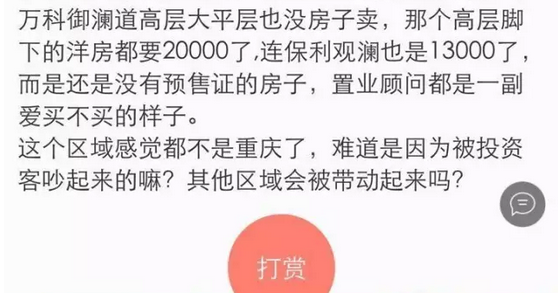 万科御澜道高层大平层也没房子卖，那个高层脚
下的洋房都要20000了,连保利观澜也是13000了，
而是还是没有预售证的房子，置业顾问都是一副
爱买不买的样子。
这个区域感觉都不是重庆了，难道是因为被投资
客吵起来的嘛？其他区域会被带动起来吗？
打赏